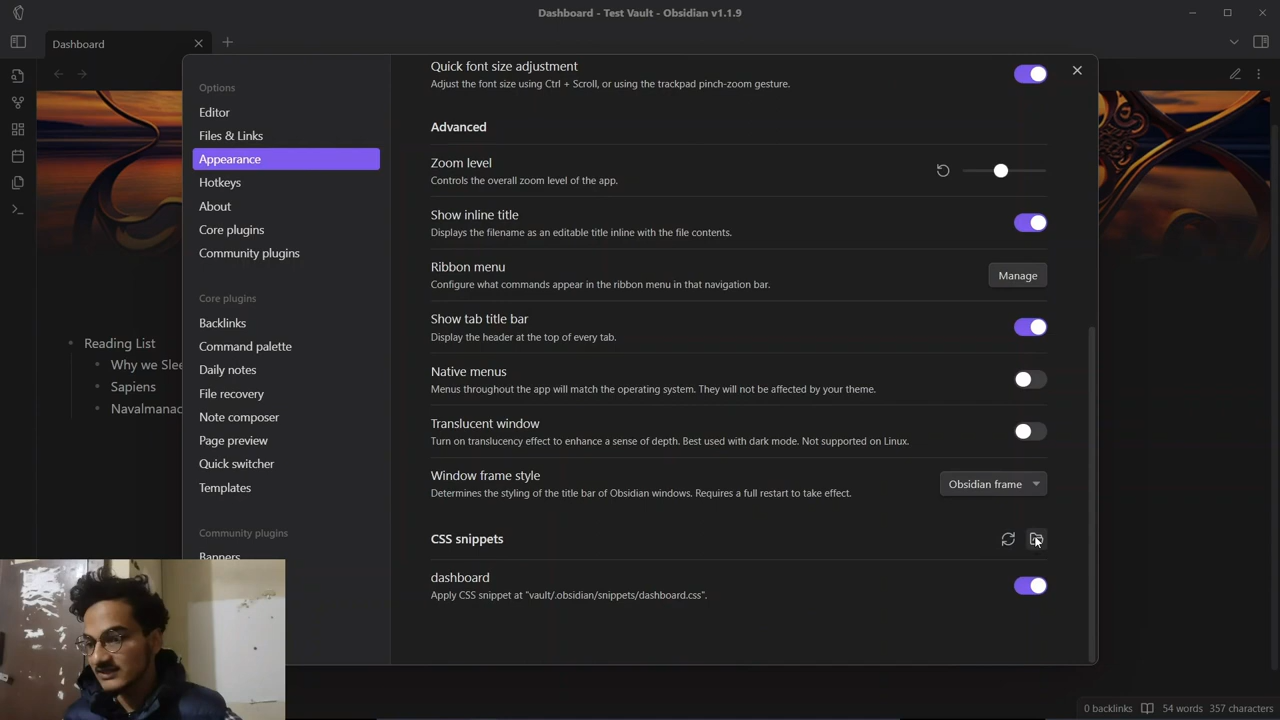 Dashboard - Test Vault - Obsidian v1.1.9
Dashboard
Options
Editor
Files & Links
Appearance
Hotkeys
About
Core plugins
Community plugins
Core plugins
Backlinks
Command palette
Daily notes
File recovery
Note composer
Page preview
Quick switcher
Templates
Community plugins
Banners
Reading List
Why we Slee
Sapiens
Navalmanac
Quick font size adjustment
Adjust the font size using Ctrl + Scroll, or using the trackpad pinch-zoom gesture.
Advanced
Zoom level
Controls the overall zoom level of the app.
Show inline title
Displays the filename as an editable title inline with the file contents.
Ribbon menu
Configure what commands appear in the ribbon menu in that navigation bar.
Manage
Show tab title bar
Display the header at the top of every tab.
Native menus
Menus throughout the app will match the operating system. They will not be affected by your theme.
Translucent window
Turn on translucency effect to enhance a sense of depth. Best used with dark mode. Not supported on Linux.
Window frame style
Determines the styling of the title bar of Obsidian windows. Requires a full restart to take effect.
Obsidian frame
CSS snippets
dashboard
Apply CSS snippet at “vault/.obsidian/snippets/dashboard.css”.
0 backlinks 54 words 357 characters